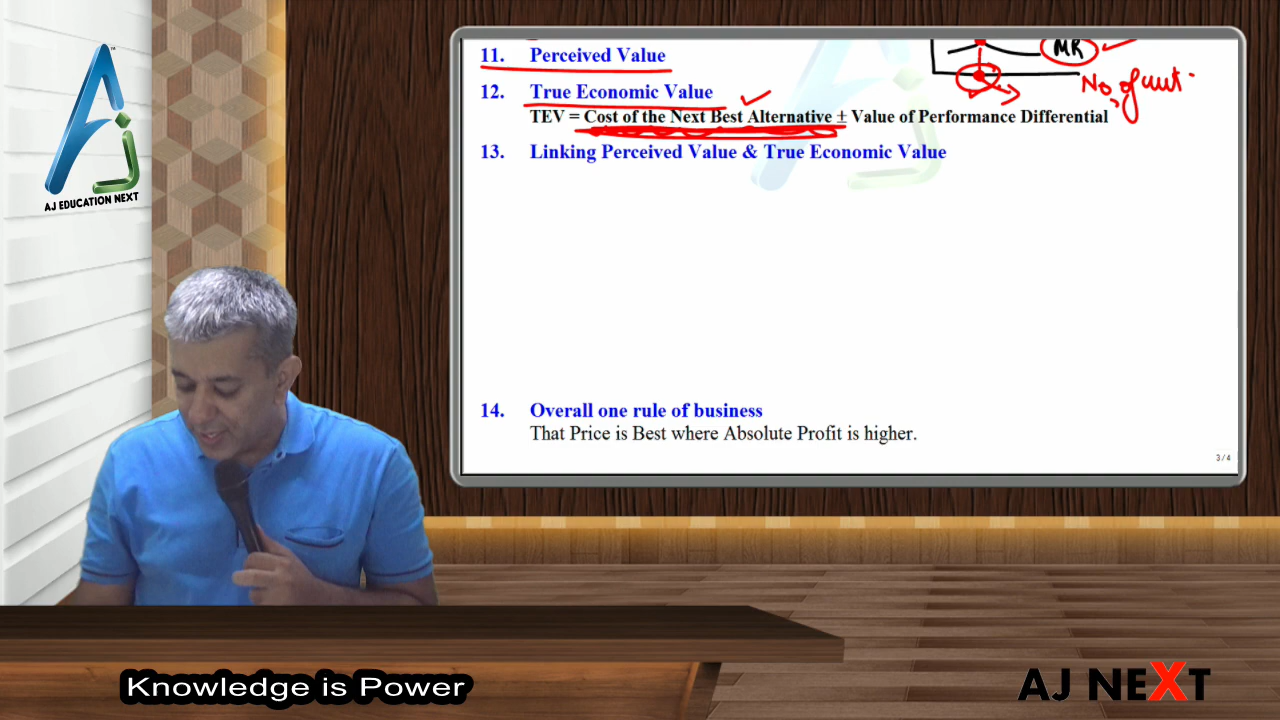 AJ EDUCATION NEXT
11. Perceived Value
MR
No. of unit
12. True Economic Value
TEV = Cost of the Next Best Alternative ± Value of Performance Differential
13. Linking Perceived Value & True Economic Value
14. Overall one rule of business
That Price is Best where Absolute Profit is higher.
3/4
Knowledge is Power
AJ NEXT